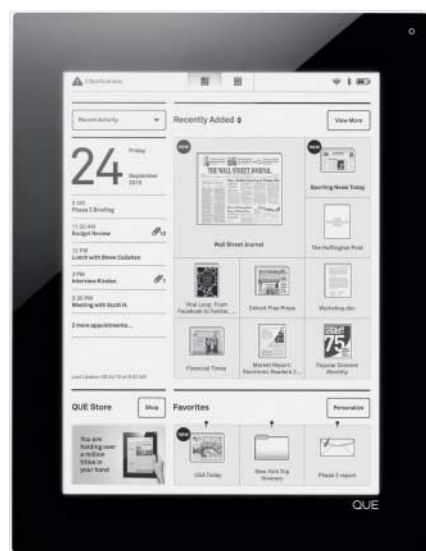 2 Notifications
Recent Activity
Recently Added
View More
24
Friday
September
2010
9 AM
Phase 2 Briefing
11:30 AM
Budget Review
12
12 PM
Lunch with Steve Callahan
3 PM
Interview Kirsten
1
5:30 PM
Meeting with Scott H.
2 more appointments...
NEW
THE WALL STREET JOURNAL.
Wall Street Journal
NEW
Sporting News Today
The Huffington Post
Viral Loop: From
Facebook to Twitter, ...
Detroit Free Press
Workshop.doc
Financial Times
Market Report:
Electronic Readers 2...
75
Popular Science
Monthly
QUE Store
Shop
Favorites
Personalize
You are
holding over
a million
titles in
your hand
NEW
USA Today
New York Trip
Itinerary
Phase 2 report
QUE